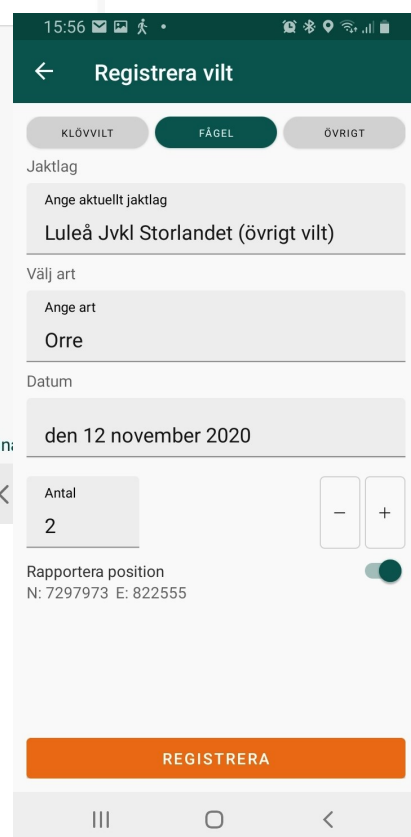 15:56
Registrera vilt
KLÖVVILT FÅGEL ÖVRIGT
Jaktlag
Ange aktuellt jaktlag
Luleå Jvkl Storlandet (övrigt vilt)
Välj art
Ange art
Orre
Datum
den 12 november 2020
Antal
2
− +
Rapportera position
N: 7297973 E: 822555
REGISTRERA